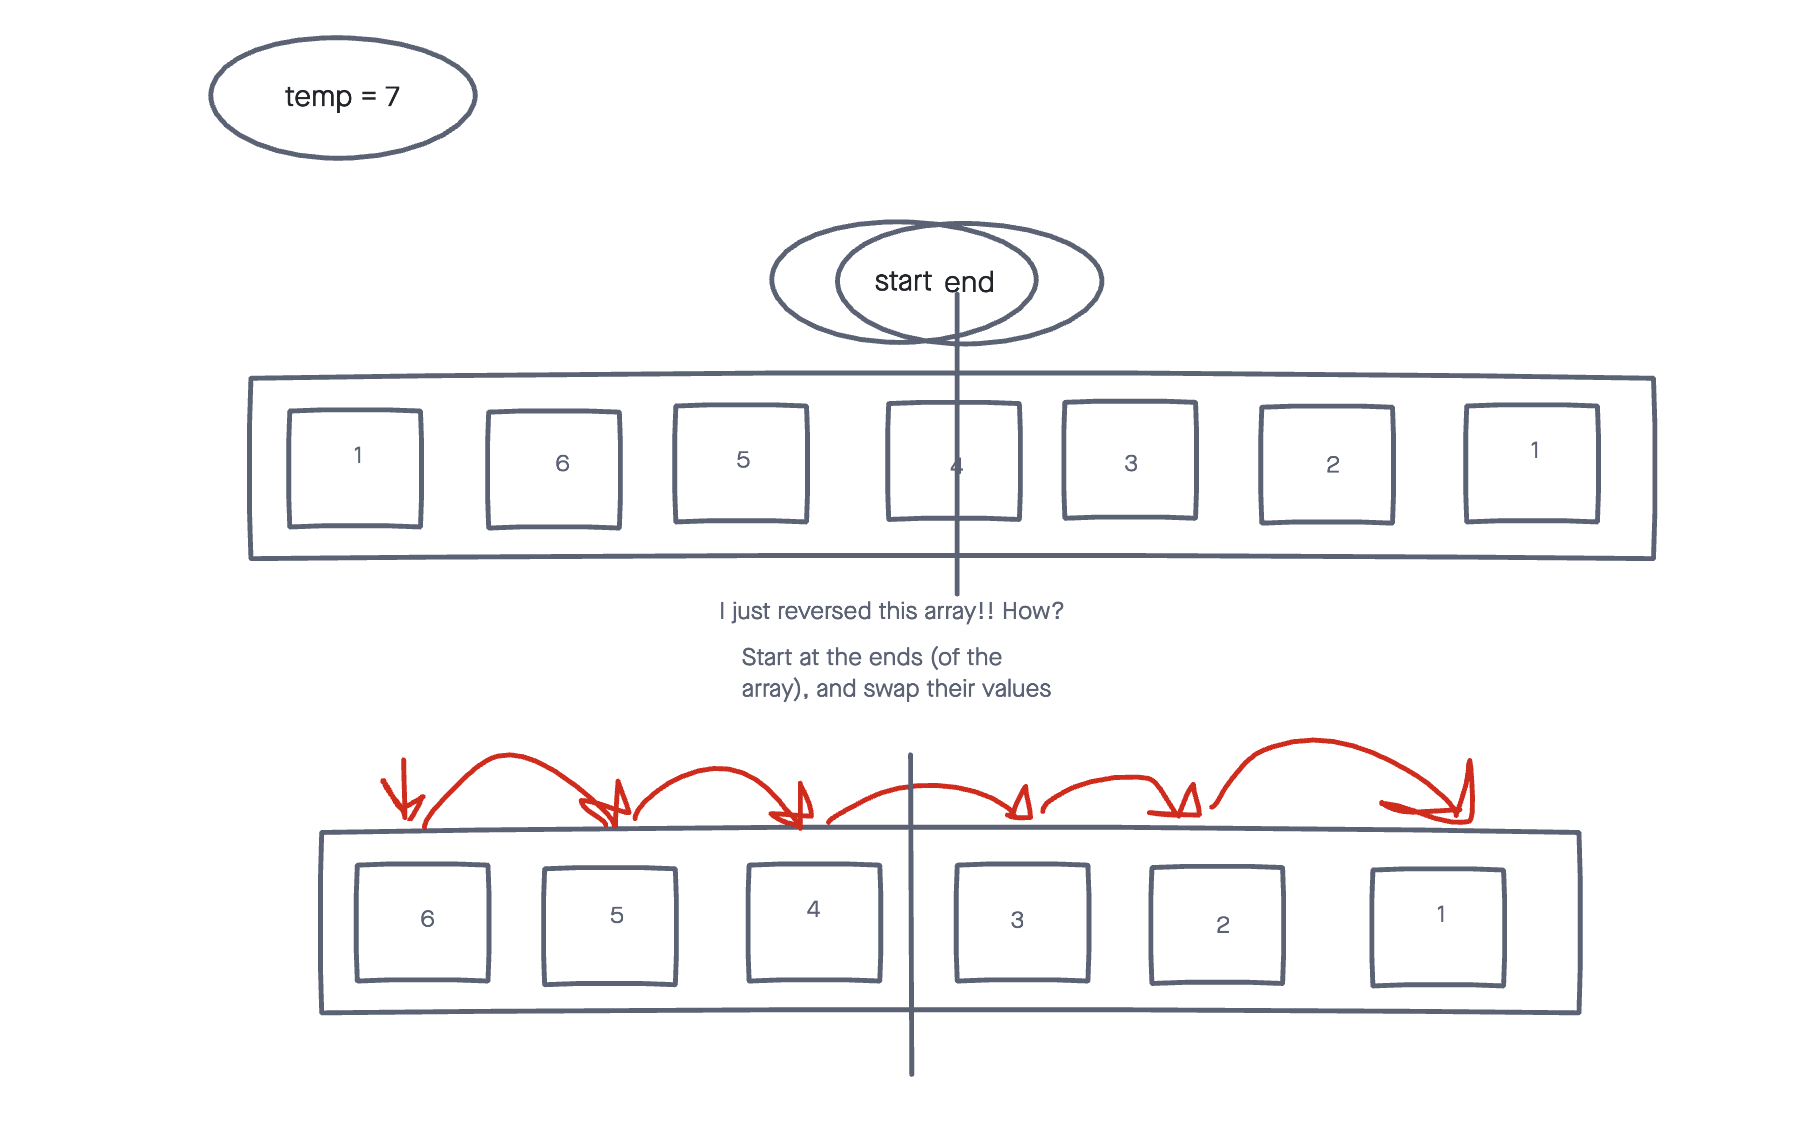 temp = 7
start end
1 6 5 4 3 2 1
I just reversed this array!! How?
Start at the ends (of the
array), and swap their values
6 5 4 3 2 1